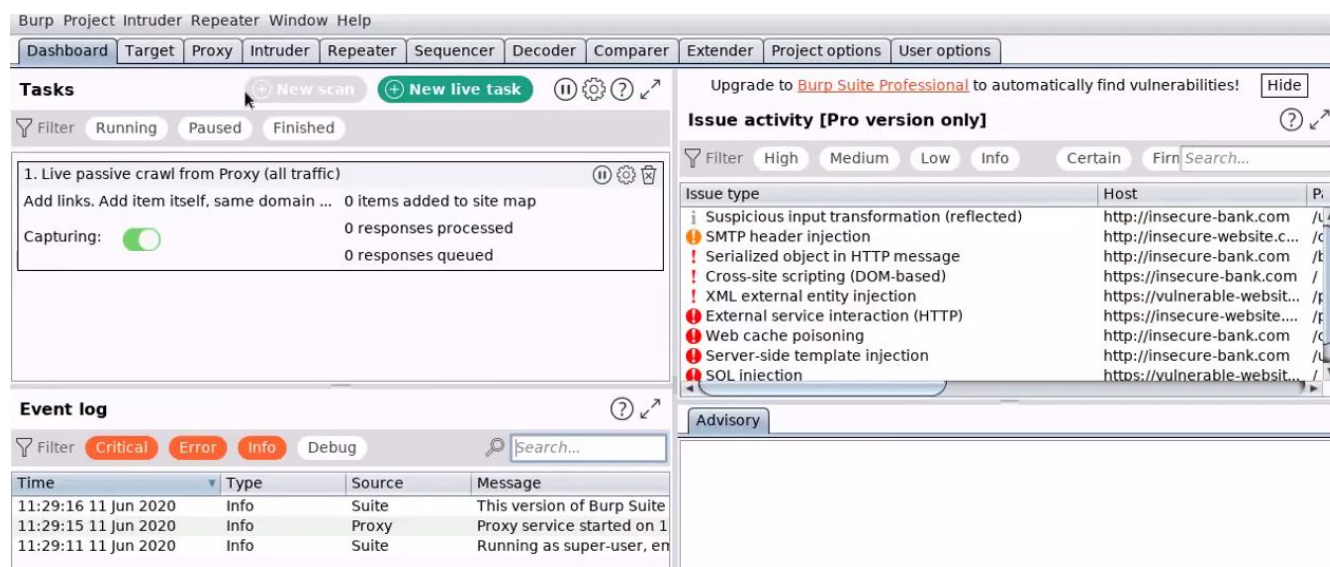 Burp Project Intruder Repeater Window Help
Dashboard Target Proxy Intruder Repeater Sequencer Decoder Comparer Extender Project options User options
Tasks
New scan
New live task
Filter Running Paused Finished
1. Live passive crawl from Proxy (all traffic)
Add links. Add item itself, same domain ... 0 items added to site map
Capturing:
0 responses processed
0 responses queued
Event log
Filter Critical Error Info Debug Search...
Time Type Source Message
11:29:16 11 Jun 2020 Info Suite This version of Burp Suite
11:29:15 11 Jun 2020 Info Proxy Proxy service started on 1
11:29:11 11 Jun 2020 Info Suite Running as super-user, en
Upgrade to Burp Suite Professional to automatically find vulnerabilities! Hide
Issue activity [Pro version only]
Filter High Medium Low Info Certain Firn Search...
Issue type Host
Suspicious input transformation (reflected) http://insecure-bank.com
SMTP header injection http://insecure-website.c...
Serialized object in HTTP message http://insecure-bank.com
Cross-site scripting (DOM-based) https://insecure-bank.com /
XML external entity injection https://vulnerable-websit...
External service interaction (HTTP) https://insecure-website....
Web cache poisoning http://insecure-bank.com
Server-side template injection http://insecure-bank.com
SQL injection https://vulnerable-websit... /
Advisory